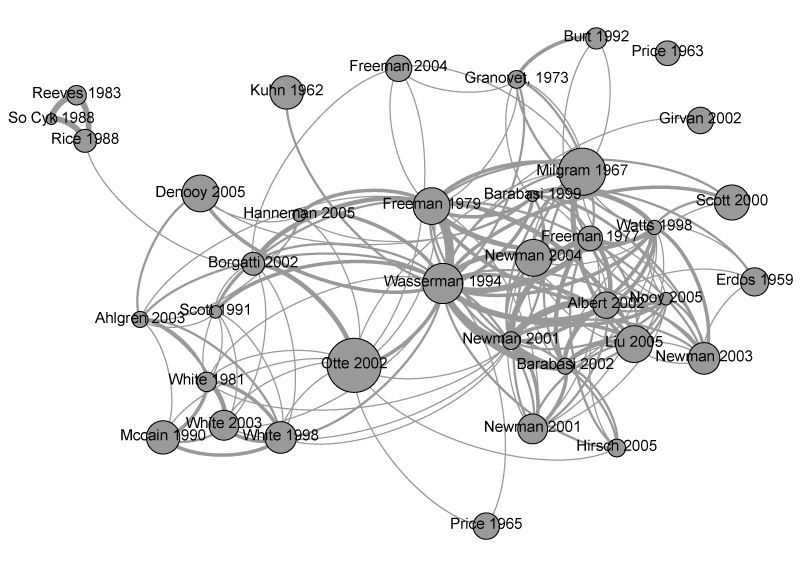 Burt 1992
Price 1963
Freeman 2004
Granovet, 1973
Kuhn 1962
Reeves 1983
So Cyk 1988
Rice 1988
Girvan 2002
Milgram 1967
Denooy 2005
Barabasi 1999
Scott 2000
Freeman 1979
Hanneman 2005
Watts 1998
Freeman 1977
Newman 2004
Borgatti 2002
Wasserman 1994
Erdos 1959
Nooy 2005
Albert 2002
Scott 1991
Ahlgren 2003
Newman 2001
Liu 2005
Newman 2003
Otte 2002
Barabasi 2002
White 1981
White 2003
Mccain 1990
White 1998
Newman 2001
Hirsch 2005
Price 1965